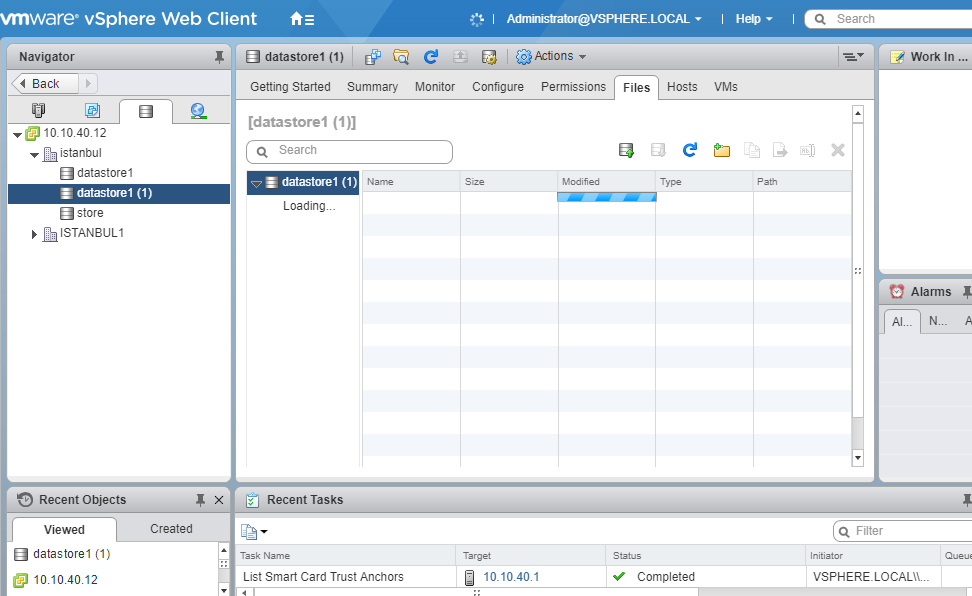 vmware® vSphere Web Client
Administrator@VSPHERE.LOCAL
Help
Search
Navigator
Back
10.10.40.12
istanbul
datastore1
datastore1 (1)
store
ISTANBUL1
datastore1 (1)
Actions
Getting Started Summary Monitor Configure Permissions Files Hosts VMs
[datastore1 (1)]
Search
datastore1 (1)
Loading...
Name Size Modified Type Path
Work In ...
Alarms
Al... N... A
Recent Objects
Viewed Created
datastore1 (1)
10.10.40.12
Recent Tasks
Filter
Task Name Target Status Initiator Queue
List Smart Card Trust Anchors 10.10.40.1 Completed VSPHERE.LOCAL\\...